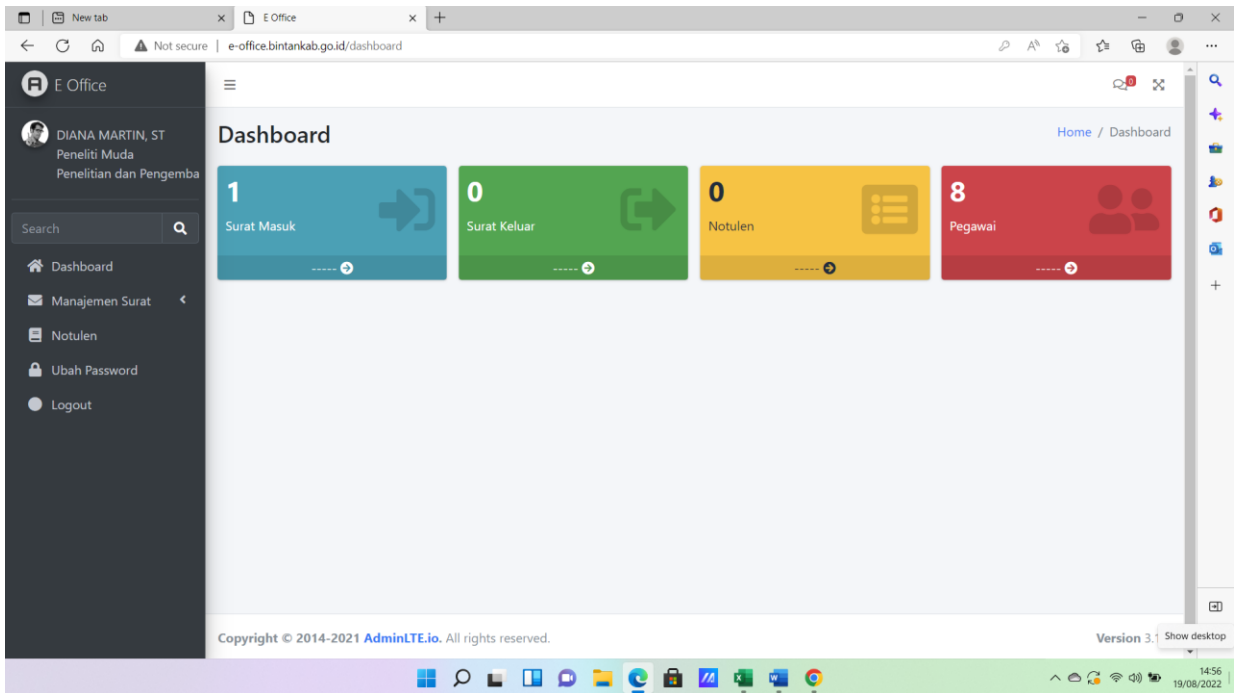 New tab
E Office
Not secure
e-office.bintankab.go.id/dashboard
E Office
0
DIANA MARTIN, ST
Peneliti Muda
Penelitian dan Pengemba
Dashboard
Home / Dashboard
1
Surat Masuk
-----
0
Surat Keluar
-----
0
Notulen
-----
8
Pegawai
-----
Search
Dashboard
Manajemen Surat
Notulen
Ubah Password
Logout
Copyright © 2014-2021 AdminLTE.io. All rights reserved.
Version 3.
Show desktop
14:56
19/08/2022